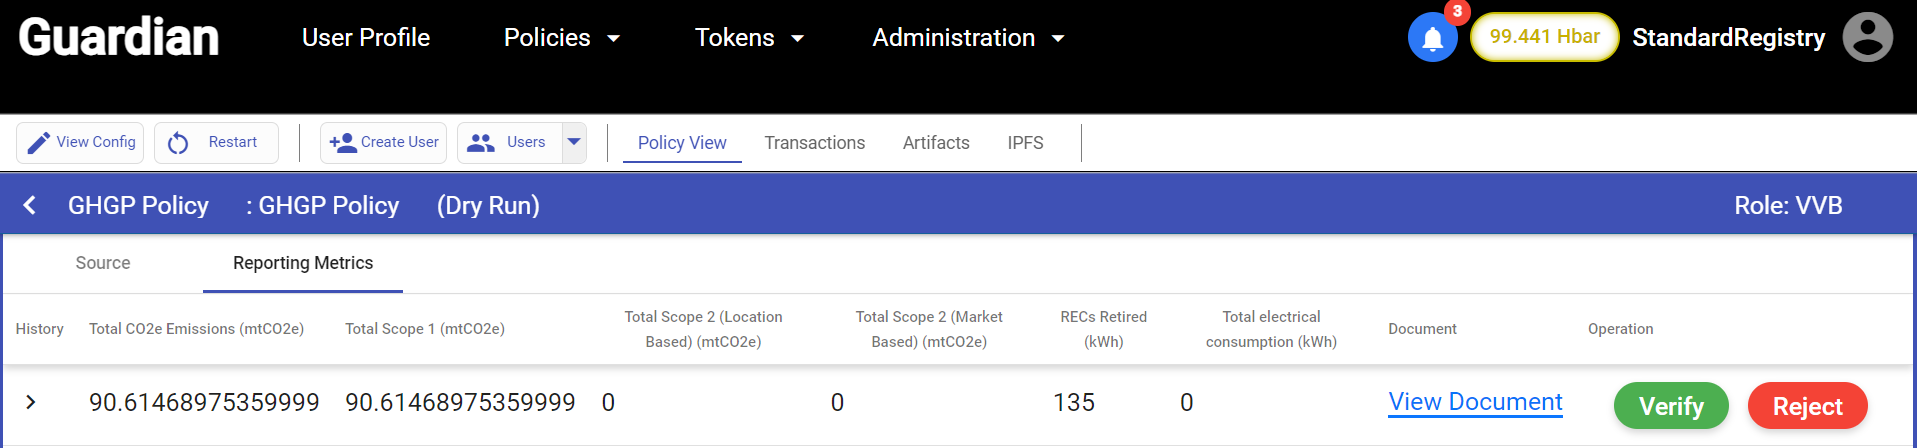 Guardian User Profile Policies Tokens Administration 3 99.441 Hbar StandardRegistry
View Config Restart Create User Users Policy View Transactions Artifacts IPFS
GHGP Policy : GHGP Policy (Dry Run) Role: VVB
Source Reporting Metrics
History Total CO2e Emissions (mtCO2e) Total Scope 1 (mtCO2e) Total Scope 2 (Location Based) (mtCO2e) Total Scope 2 (Market Based) (mtCO2e) RECs Retired (kWh) Total electrical consumption (kWh) Document Operation
90.61468975359999 90.61468975359999 0 0 135 0 View Document Verify Reject